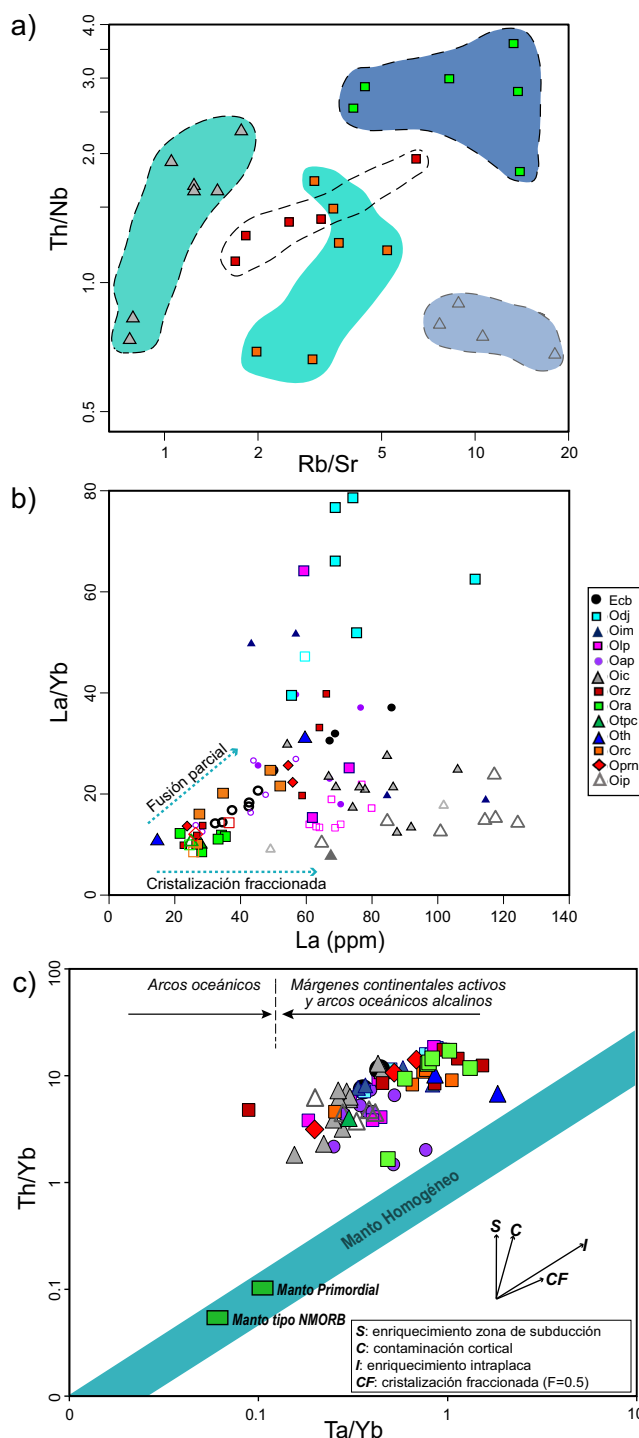 a)
4.0
3.0
2.0
1.0
0.5
Th/Nb
1
2
5
10
20
Rb/Sr
b)
80
60
40
20
0
La/Yb
Fusión parcial
Cristalización fraccionada
0
20
40
60
80
100
120
140
La (ppm)
Ecb
Odj
Oim
Olp
Oap
Oic
Orz
Ora
Otpc
Oth
Orc
Oprn
Oip
c)
100
10
1
0.1
0
Th/Yb
Arcos oceánicos
Márgenes continentales activos
y arcos oceánicos alcalinos
Manto Homogéneo
Manto Primordial
Manto tipo NMORB
S
C
I
CF
S: enriquecimiento zona de subducción
C: contaminación cortical
I: enriquecimiento intraplaca
CF: cristalización fraccionada (F=0.5)
0
0.1
1
10
Ta/Yb